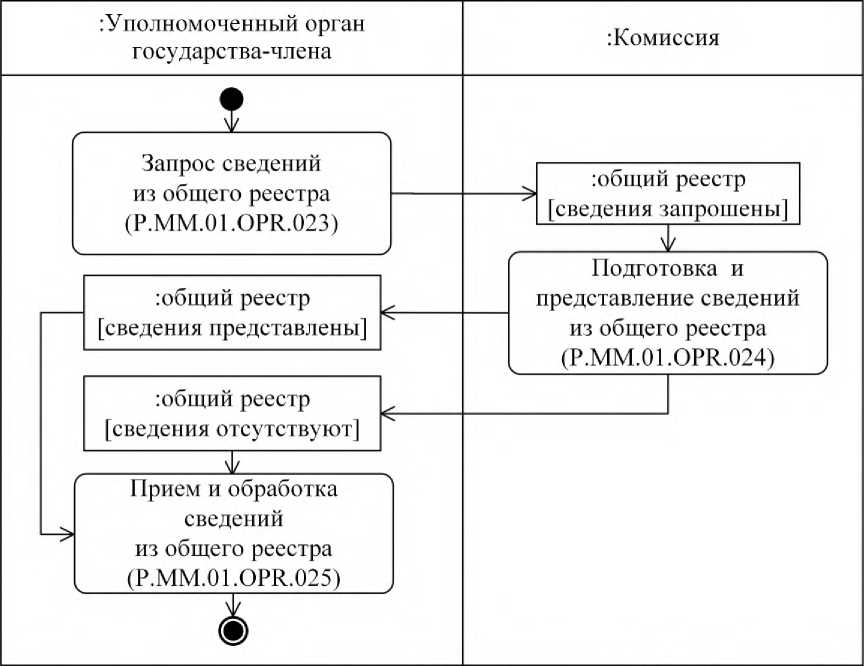 :Уполномоченный орган
государства-члена
:Комиссия
Запрос сведений
из общего реестра
(P.MM.01.OPR.023)
:общий реестр
[сведения запрошены]
Подготовка и
представление сведений
из общего реестра
(P.MM.01.OPR.024)
:общий реестр
[сведения представлены]
:общий реестр
[сведения отсутствуют]
Прием и обработка
сведений
из общего реестра
(P.MM.01.OPR.025)